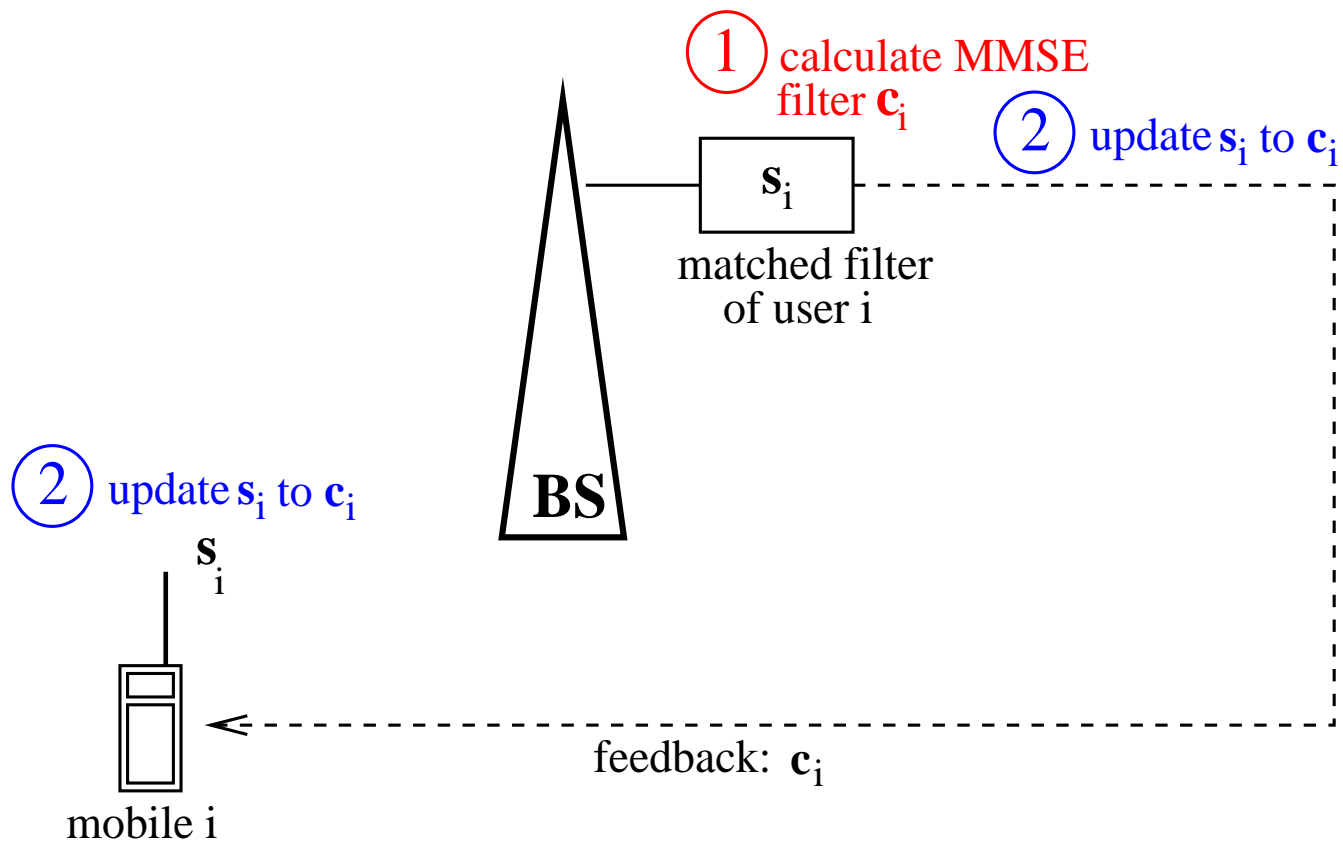 1 calculate MMSE
filter c_i
2 update s_i to c_i
s_i
matched filter
of user i
BS
2 update s_i to c_i
s_i
feedback: c_i
mobile i